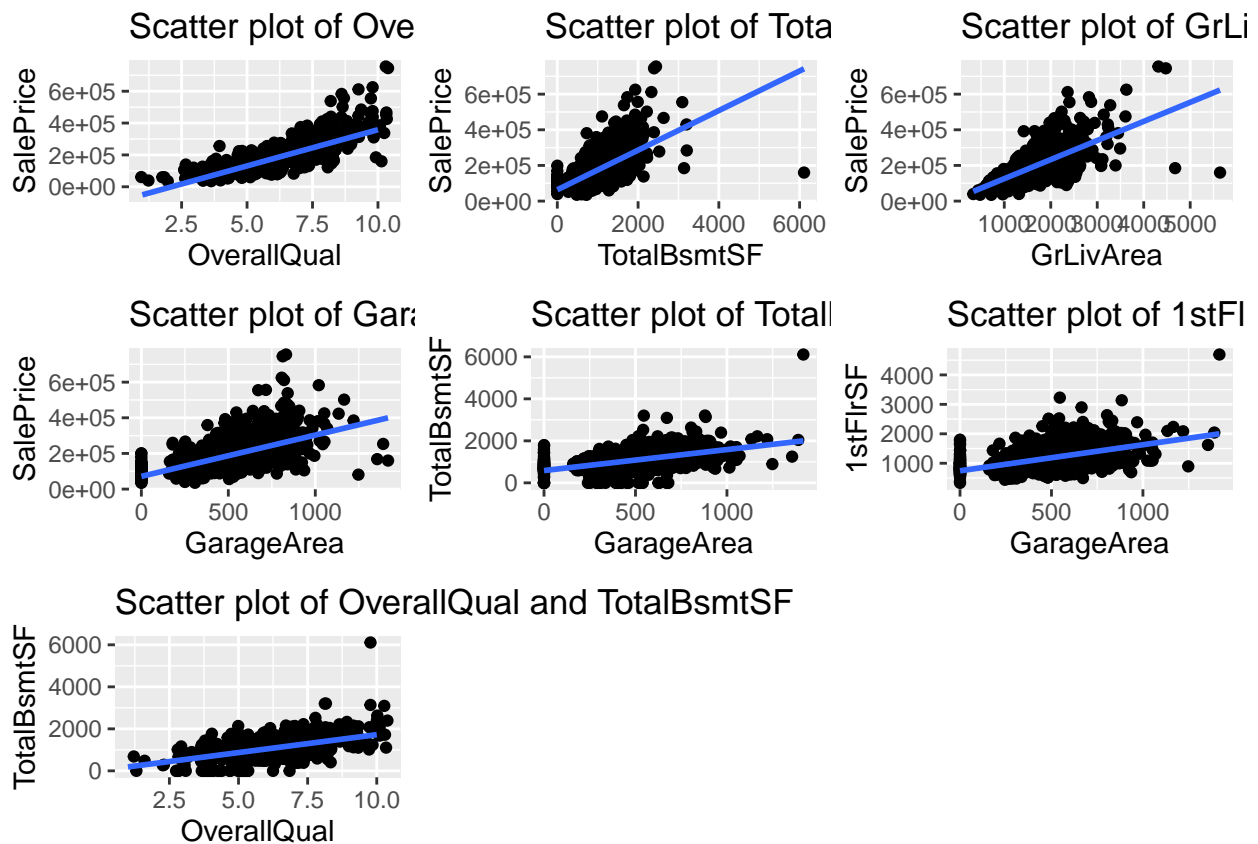 Scatter plot of Ove
SalePrice
6e+05
4e+05
2e+05
0e+00
2.5 5.0 7.5 10.0
OverallQual
Scatter plot of Tota
SalePrice
6e+05
4e+05
2e+05
0e+00
0 2000 4000 6000
TotalBsmtSF
Scatter plot of GrLi
SalePrice
6e+05
4e+05
2e+05
0e+00
1000 2000 3000 4000 5000
GrLivArea
Scatter plot of Gara
SalePrice
6e+05
4e+05
2e+05
0e+00
0 500 1000
GarageArea
Scatter plot of Totall
TotalBsmtSF
6000
4000
2000
0
0 500 1000
GarageArea
Scatter plot of 1stFl
1stFlrSF
4000
3000
2000
1000
0 500 1000
GarageArea
Scatter plot of OverallQual and TotalBsmtSF
TotalBsmtSF
6000
4000
2000
0
2.5 5.0 7.5 10.0
OverallQual